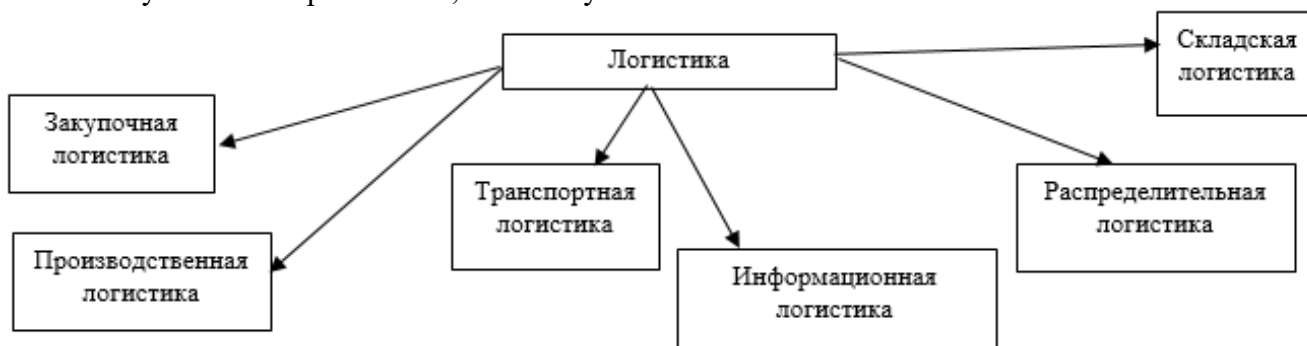 Логистика
Складская
логистика
Закупочная
логистика
Транспортная
логистика
Распределительная
логистика
Производственная
логистика
Информационная
логистика